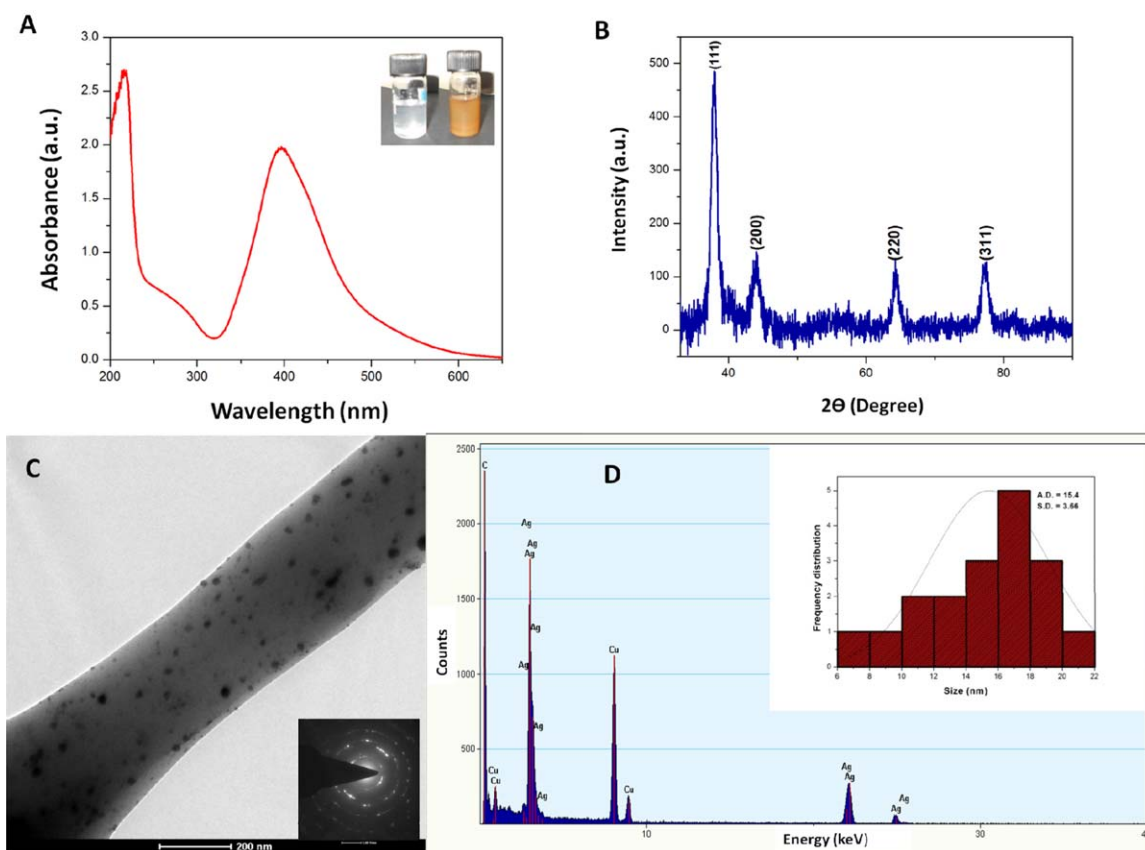 A
Absorbance (a.u.)
3.0
2.5
2.0
1.5
1.0
0.5
0.0
200 300 400 500 600
Wavelength (nm)
B
Intensity (a.u.)
500
400
300
200
100
0
(111)
(200)
(220)
(311)
40 60 80
2Θ (Degree)
C
200 nm
D
Counts
2500
2000
1500
1000
500
C
Ag
Ag
Ag
Ag
Ag
Ag
Ag
Cu
Cu
Cu
Cu
Ag
Ag
Ag
Ag
10 30
Energy (keV)
Frequency distribution
5
4
3
2
1
0
A.D. = 15.4
S.D. = 3.66
6 8 10 12 14 16 18 20 22
Size (nm)